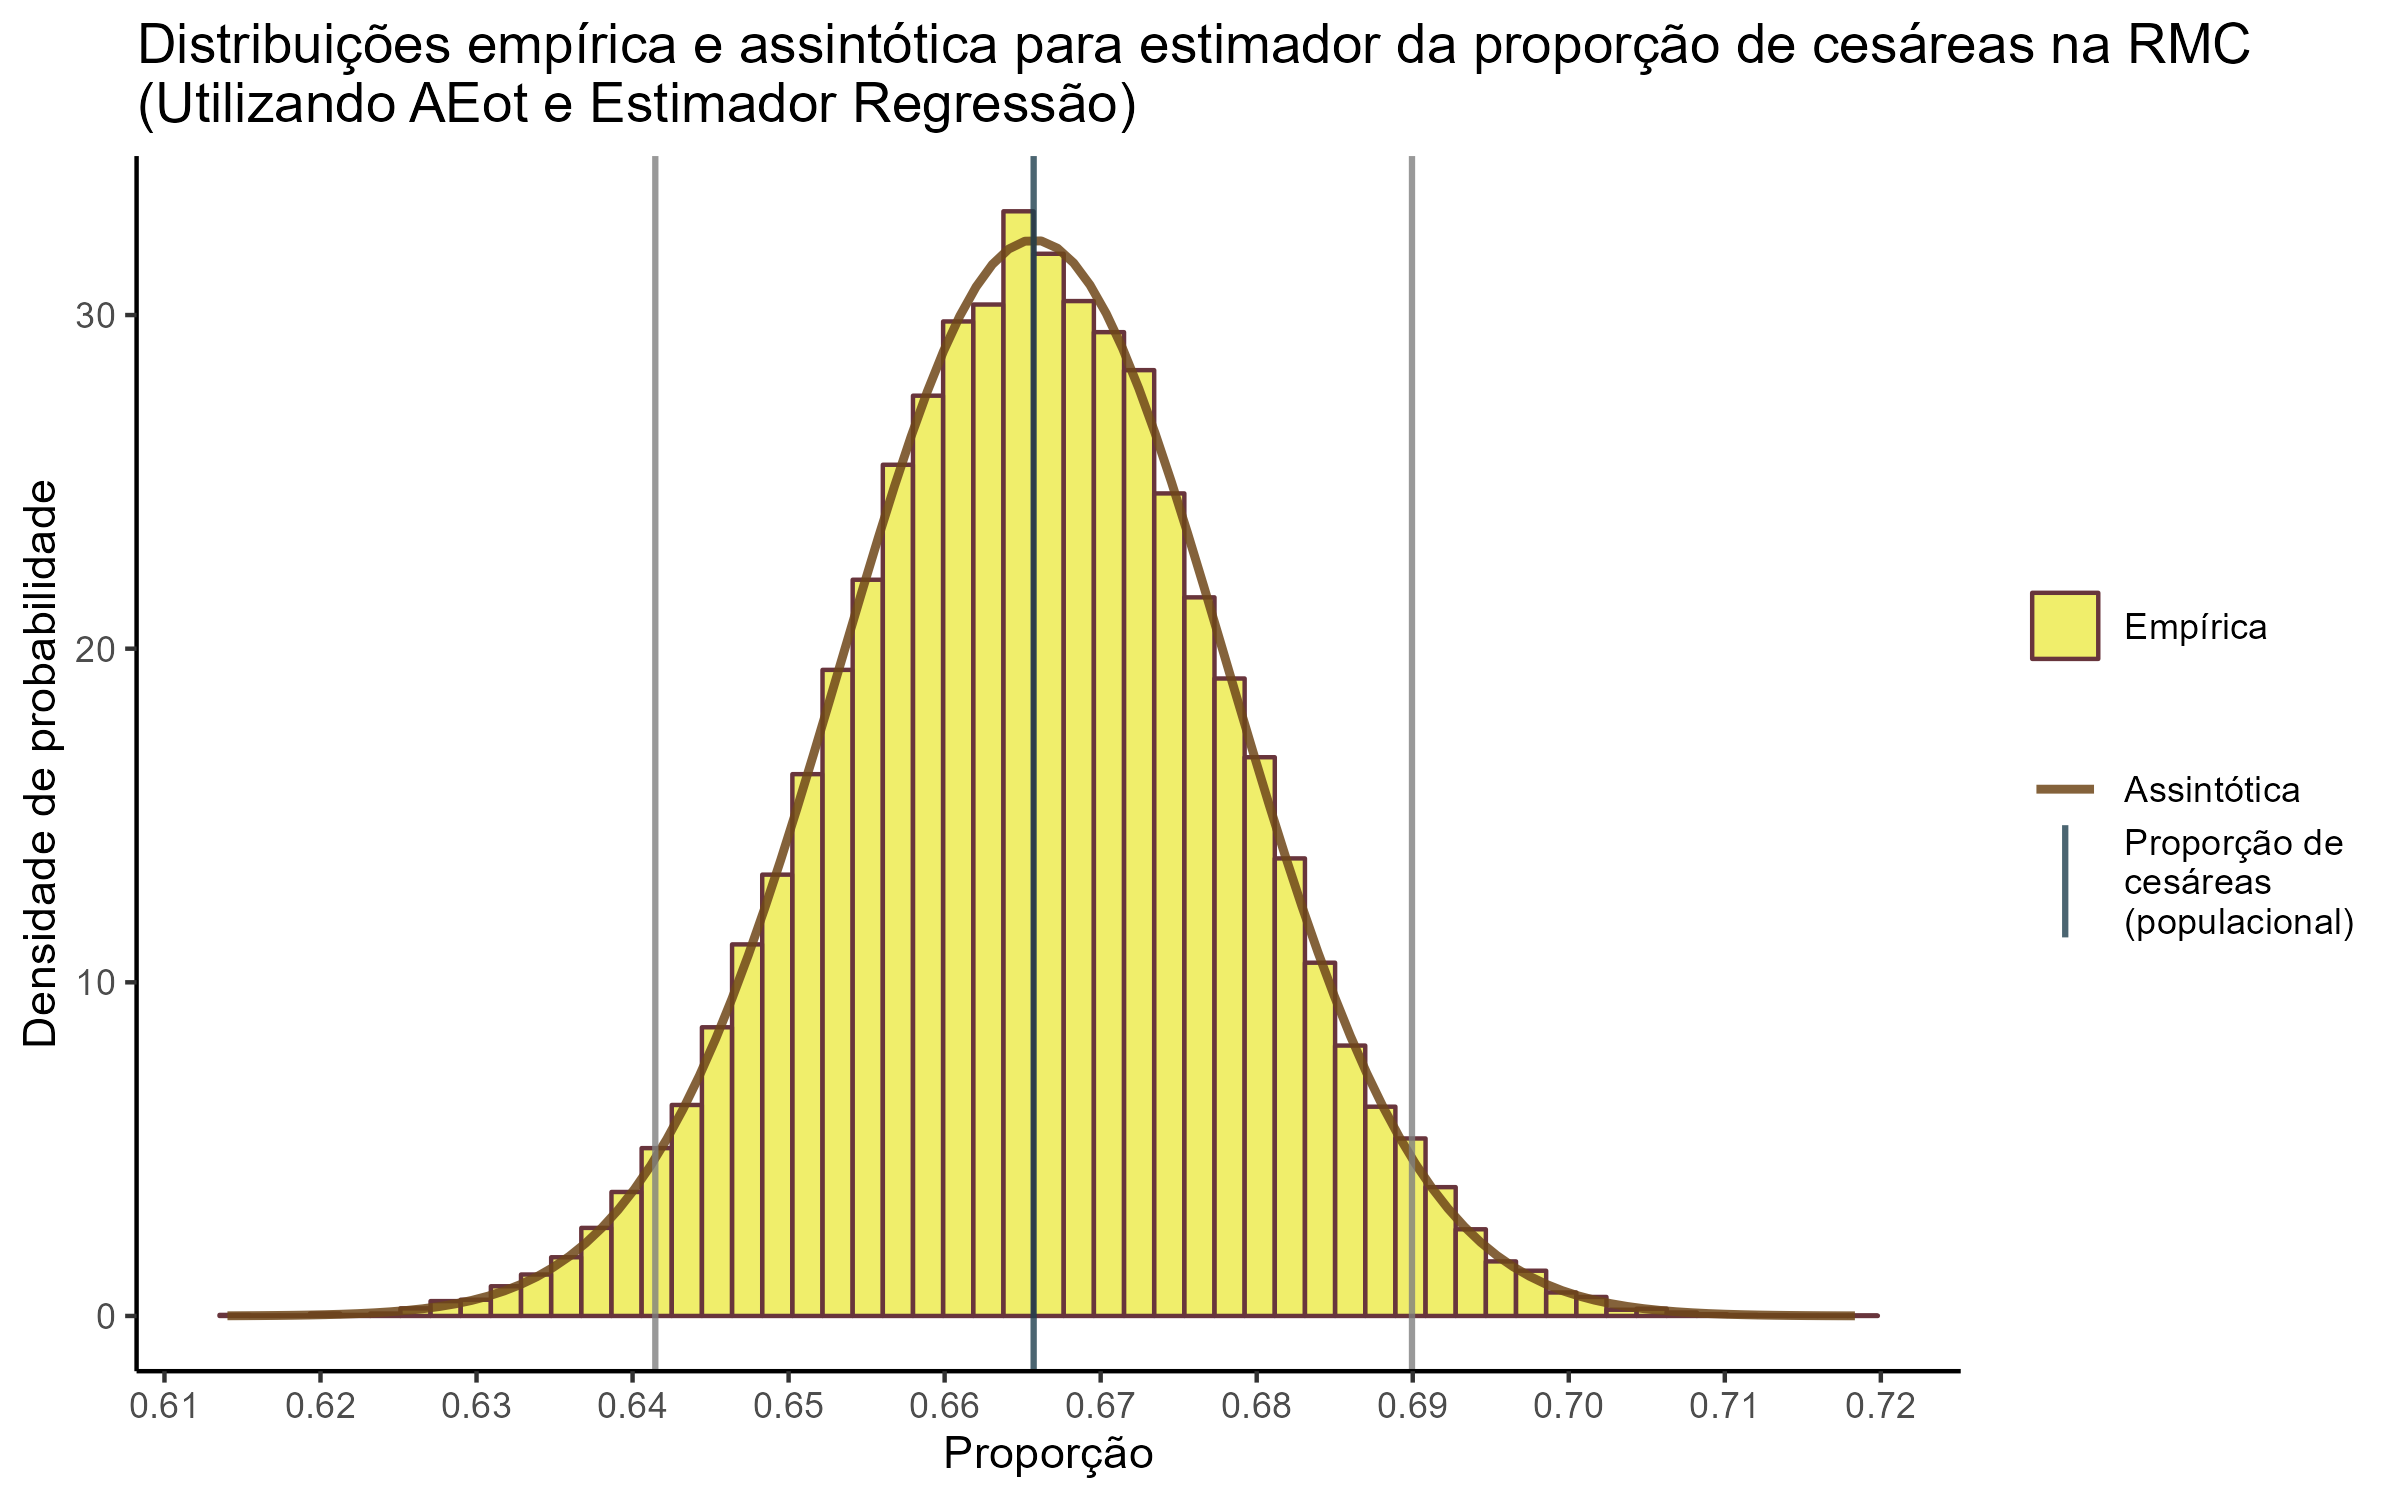 Distribuições empírica e assintótica para estimador da proporção de cesáreas na RMC
(Utilizando AEot e Estimador Regressão)
Densidade de probabilidade
30
20
10
0
0.61 0.62 0.63 0.64 0.65 0.66 0.67 0.68 0.69 0.70 0.71 0.72
Proporção
Empírica
Assintótica
Proporção de
cesáreas
(populacional)